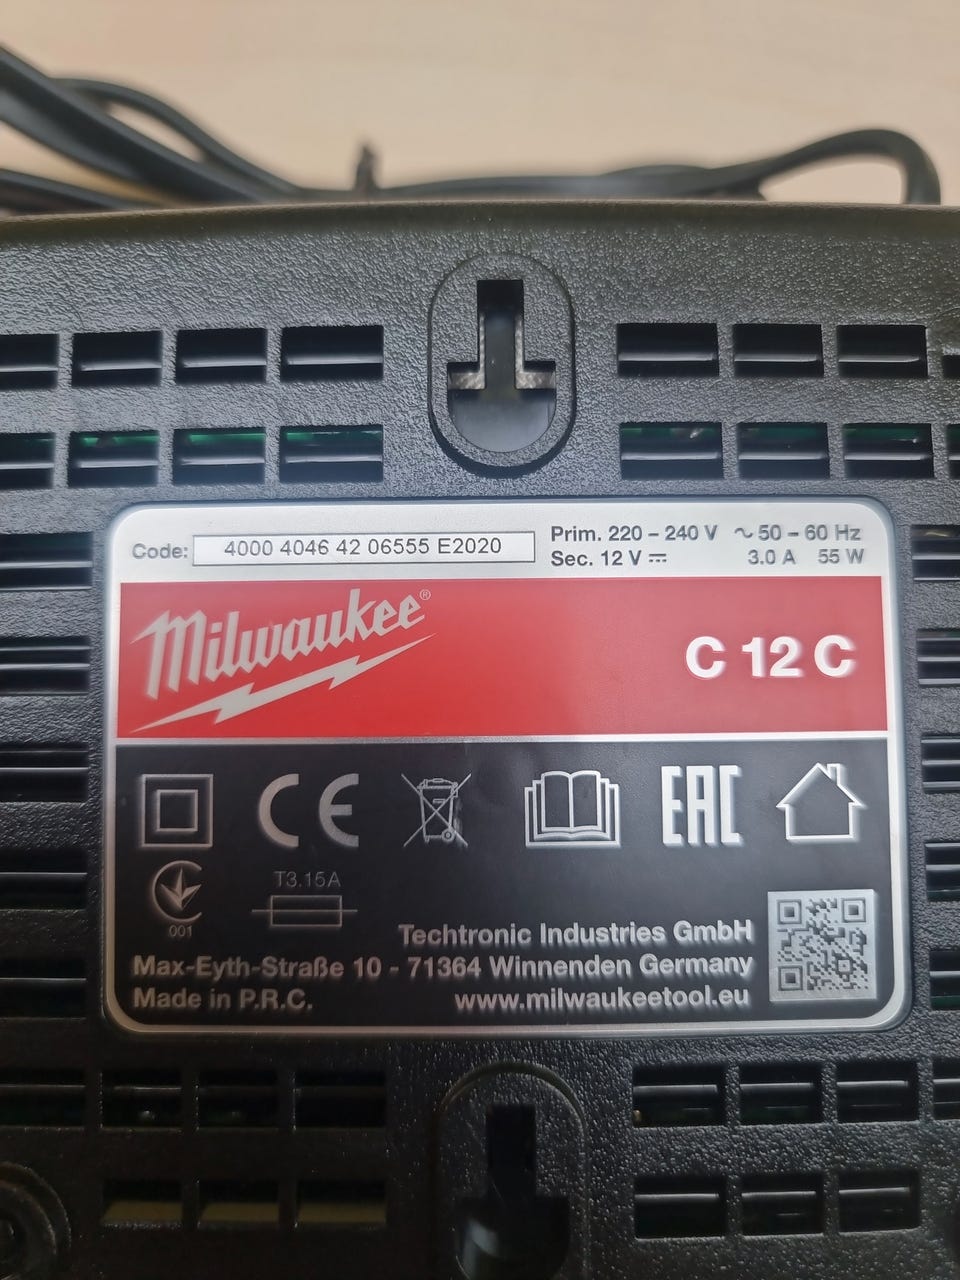 Code: 4000 4046 42 06555 E2020
Prim. 220 – 240 V ~ 50 – 60 Hz
Sec. 12 V ⎓ 3.0 A 55 W
Milwaukee®
C 12 C
CE
EAC
001
T3.15A
Techtronic Industries GmbH
Max-Eyth-Straße 10 - 71364 Winnenden Germany
Made in P.R.C. www.milwaukeetool.eu